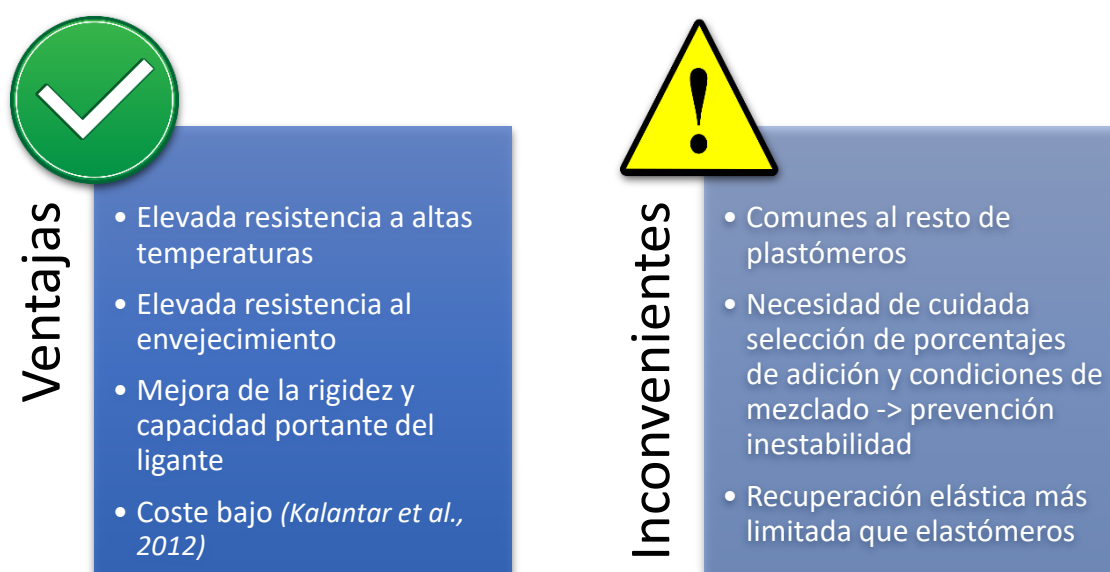 Ventajas
• Elevada resistencia a altas
temperaturas
• Elevada resistencia al
envejecimiento
• Mejora de la rigidez y
capacidad portante del
ligante
• Coste bajo (Kalantar et al.,
2012)
!
Inconvenientes
• Comunes al resto de
plastómeros
• Necesidad de cuidada
selección de porcentajes
de adición y condiciones de
mezclado -> prevención
inestabilidad
• Recuperación elástica más
limitada que elastómeros